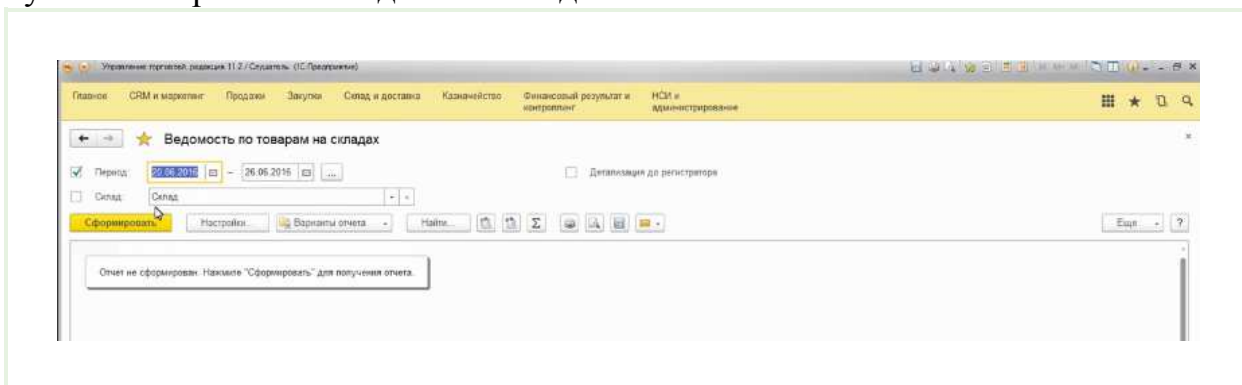 Управление торговлей, редакция 11.2 / Слушатель (1С:Предприятие)
Главное CRM и маркетинг Продажи Закупки Склад и доставка Казначейство Финансовый результат и контроллинг НСИ и администрирование
Ведомость по товарам на складах
Период: 20.06.2016 – 26.06.2016 ... Детализация до регистратора
Склад: Склад
Сформировать Настройки... Варианты отчета Найти... Σ Еще ?
Отчет не сформирован. Нажмите "Сформировать" для получения отчета.